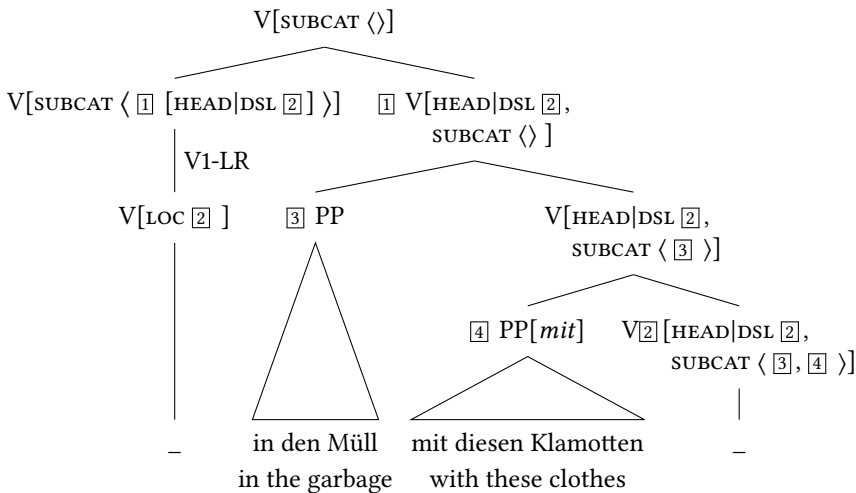 V[SUBCAT ⟨⟩]
V[SUBCAT ⟨ 1 [HEAD|DSL 2] ⟩] 1 V[HEAD|DSL 2,
SUBCAT ⟨⟩ ]
V1-LR
V[LOC 2 ] 3 PP V[HEAD|DSL 2,
SUBCAT ⟨ 3 ⟩]
4 PP[mit] V2[HEAD|DSL 2,
SUBCAT ⟨ 3, 4 ⟩]
_ in den Müll mit diesen Klamotten _
in the garbage with these clothes